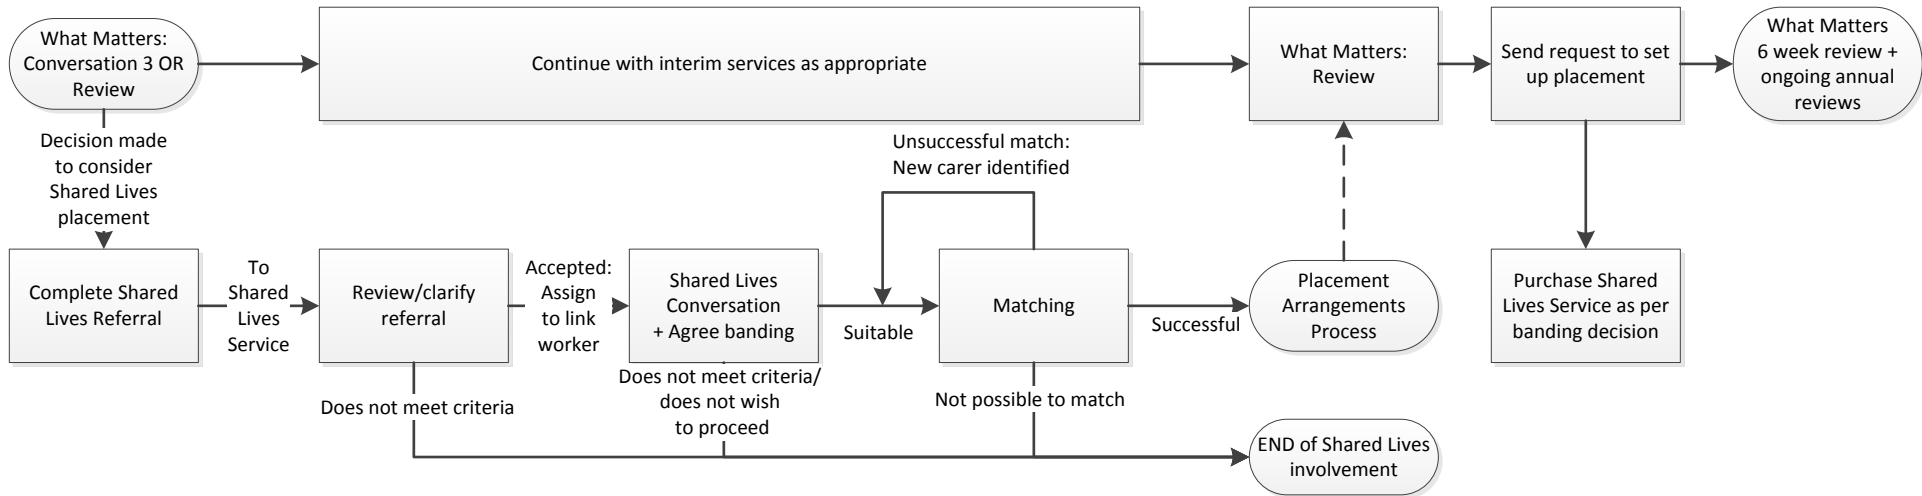 What Matters:
Conversation 3 OR
Review
Continue with interim services as appropriate
What Matters:
Review
Send request to set
up placement
What Matters
6 week review +
ongoing annual
reviews
Decision made
to consider
Shared Lives
placement
Unsuccessful match:
New carer identified
Complete Shared
Lives Referral
To
Shared
Lives
Service
Review/clarify
referral
Accepted:
Assign
to link
worker
Shared Lives
Conversation
+ Agree banding
Suitable
Matching
Successful
Placement
Arrangements
Process
Purchase Shared
Lives Service as per
banding decision
Does not meet criteria
Does not meet criteria/
does not wish
to proceed
Not possible to match
END of Shared Lives
involvement